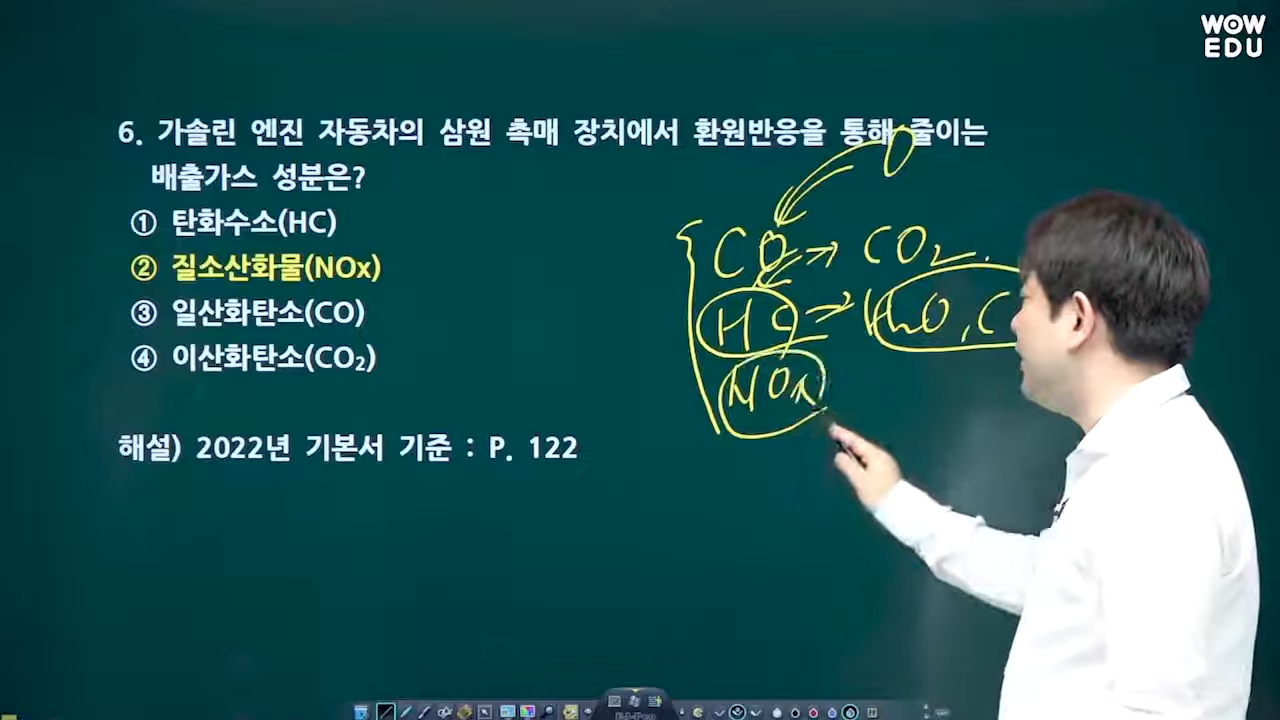 WOW
EDU
6. 가솔린 엔진 자동차의 삼원 촉매 장치에서 환원반응을 통해 줄이는
배출가스 성분은?
① 탄화수소(HC)
② 질소산화물(NOx)
③ 일산화탄소(CO)
④ 이산화탄소(CO₂)
해설) 2022년 기본서 기준 : P. 122
O
CO → CO₂
HC → H₂O, C
NOx